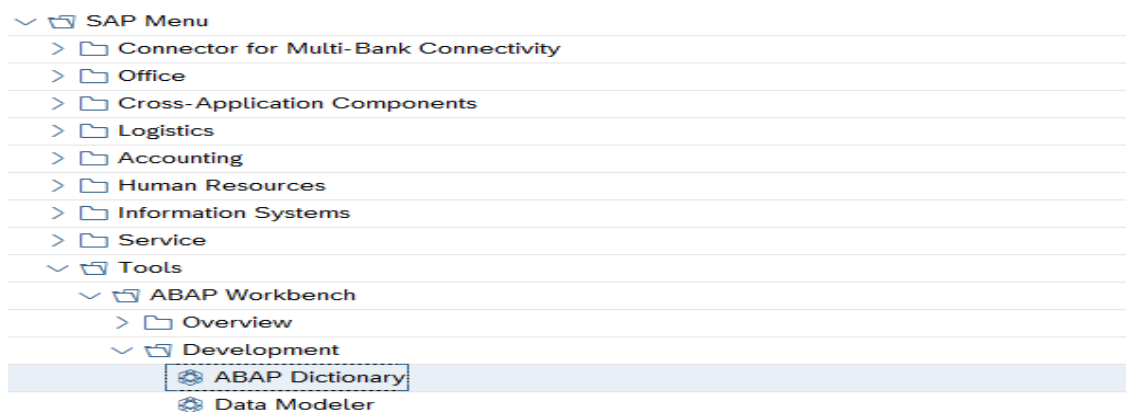 SAP Menu
Connector for Multi-Bank Connectivity
Office
Cross-Application Components
Logistics
Accounting
Human Resources
Information Systems
Service
Tools
ABAP Workbench
Overview
Development
ABAP Dictionary
Data Modeler